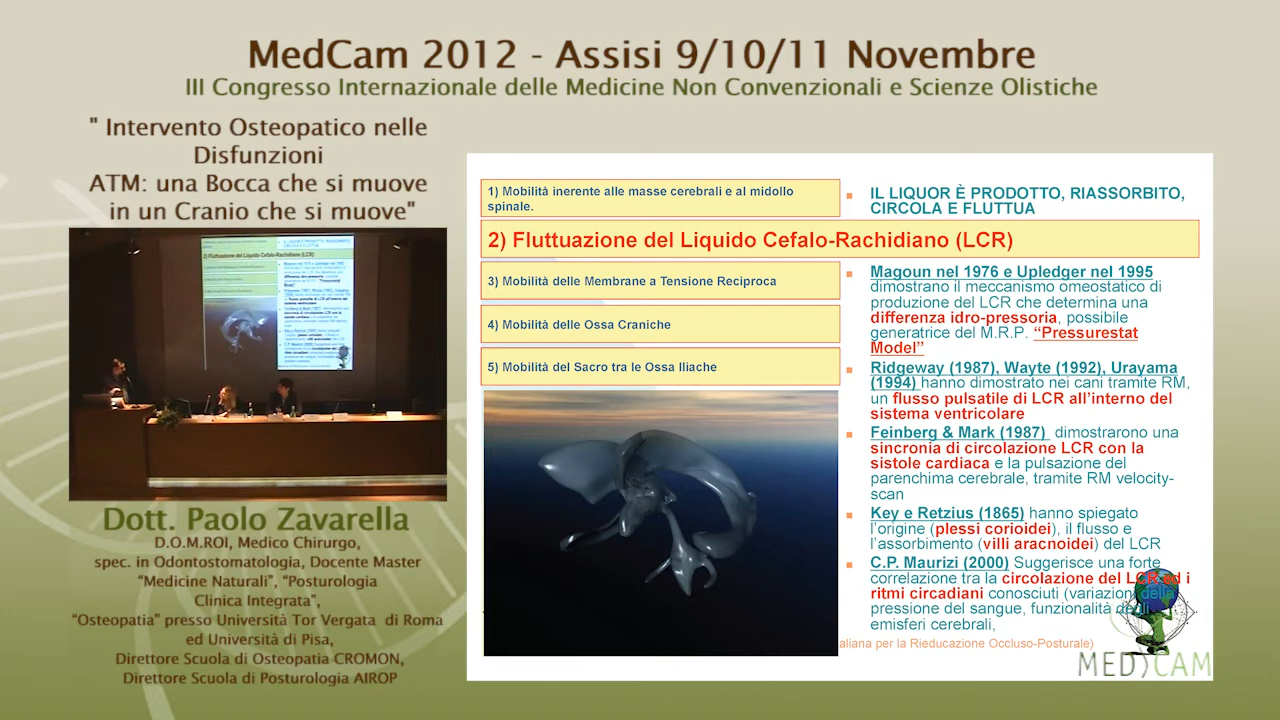 MedCam 2012 - Assisi 9/10/11 Novembre
III Congresso Internazionale delle Medicine Non Convenzionali e Scienze Olistiche
" Intervento Osteopatico nelle
Disfunzioni
ATM: una Bocca che si muove
in un Cranio che si muove"
Dott. Paolo Zavarella
D.O.M.ROI, Medico Chirurgo,
spec. in Odontostomatologia, Docente Master
“Medicine Naturali”, “Posturologia
Clinica Integrata”,
“Osteopatia” presso Università Tor Vergata di Roma
ed Università di Pisa,
Direttore Scuola di Osteopatia CROMON,
Direttore Scuola di Posturologia AIROP
1) Mobilità inerente alle masse cerebrali e al midollo
spinale.
2) Fluttuazione del Liquido Cefalo-Rachidiano (LCR)
3) Mobilità delle Membrane a Tensione Reciproca
4) Mobilità delle Ossa Craniche
5) Mobilità del Sacro tra le Ossa Iliache
IL LIQUOR È PRODOTTO, RIASSORBITO,
CIRCOLA E FLUTTUA
Magoun nel 1976 e Upledger nel 1995
dimostrano il meccanismo omeostatico di
produzione del LCR che determina una
differenza idro-pressoria, possibile
generatrice del M.R.P. “Pressurestat
Model”
Ridgeway (1987), Wayte (1992), Urayama
(1994) hanno dimostrato nei cani tramite RM,
un flusso pulsatile di LCR all’interno del
sistema ventricolare
Feinberg & Mark (1987) dimostrarono una
sincronia di circolazione LCR con la
sistole cardiaca e la pulsazione del
parenchima cerebrale, tramite RM velocity-
scan
Key e Retzius (1865) hanno spiegato
l’origine (plessi corioidei), il flusso e
l’assorbimento (villi aracnoidei) del LCR
C.P. Maurizi (2000) Suggerisce una forte
correlazione tra la circolazione del LCR ed i
ritmi circadiani conosciuti (variazioni della
pressione del sangue, funzionalità degli
emisferi cerebrali,
aliana per la Rieducazione Occluso-Posturale)
MEDICAM